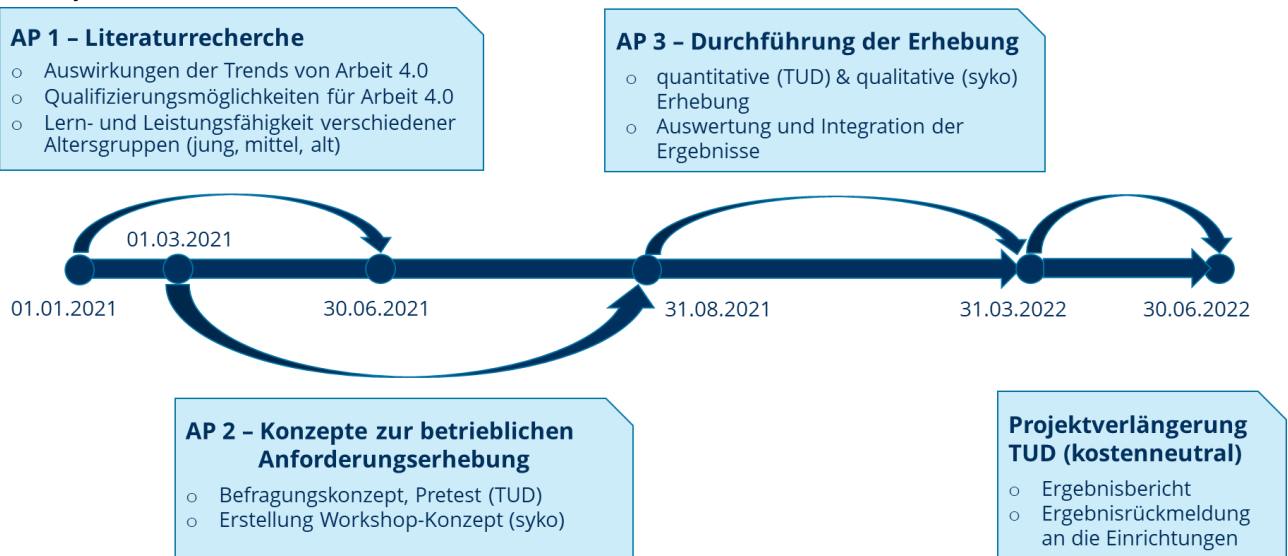 AP 1 – Literaturrecherche
o Auswirkungen der Trends von Arbeit 4.0
o Qualifizierungsmöglichkeiten für Arbeit 4.0
o Lern- und Leistungsfähigkeit verschiedener
Altersgruppen (jung, mittel, alt)
AP 3 – Durchführung der Erhebung
o quantitative (TUD) & qualitative (syko)
Erhebung
o Auswertung und Integration der
Ergebnisse
01.03.2021
01.01.2021
30.06.2021
31.08.2021
31.03.2022
30.06.2022
AP 2 – Konzepte zur betrieblichen
Anforderungserhebung
o Befragungskonzept, Pretest (TUD)
o Erstellung Workshop-Konzept (syko)
Projektverlängerung
TUD (kostenneutral)
o Ergebnisbericht
o Ergebnisrückmeldung
an die Einrichtungen